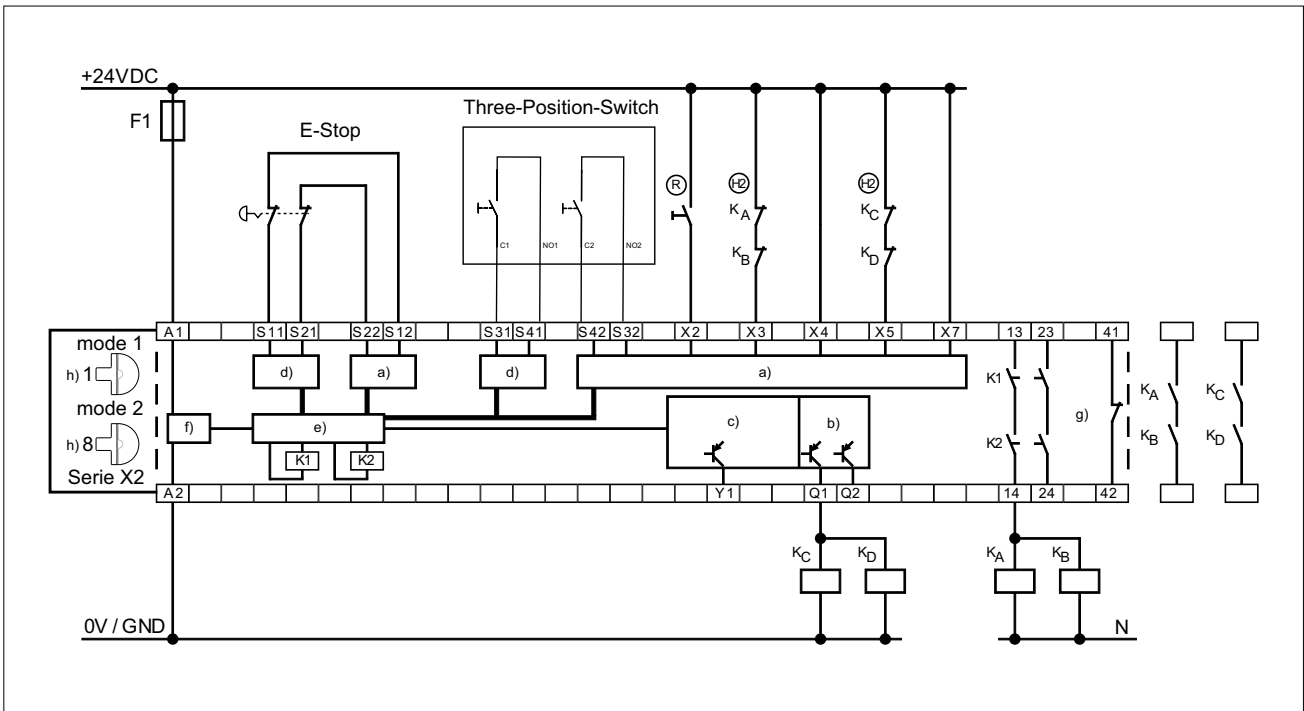 +24VDC
F1
E-Stop
Three-Position-Switch
R
H2
H2
KA
KB
KC
KD
C1
NO1
C2
NO2
A1
S11
S21
S22
S12
S31
S41
S42
S32
X2
X3
X4
X5
X7
13
23
41
mode 1
h) 1
mode 2
h) 8
Serie X2
d)
a)
d)
a)
f)
e)
K1
K2
c)
b)
K1
K2
g)
KA
KB
KC
KD
A2
Y1
Q1
Q2
14
24
42
KC
KD
KA
KB
0V / GND
N